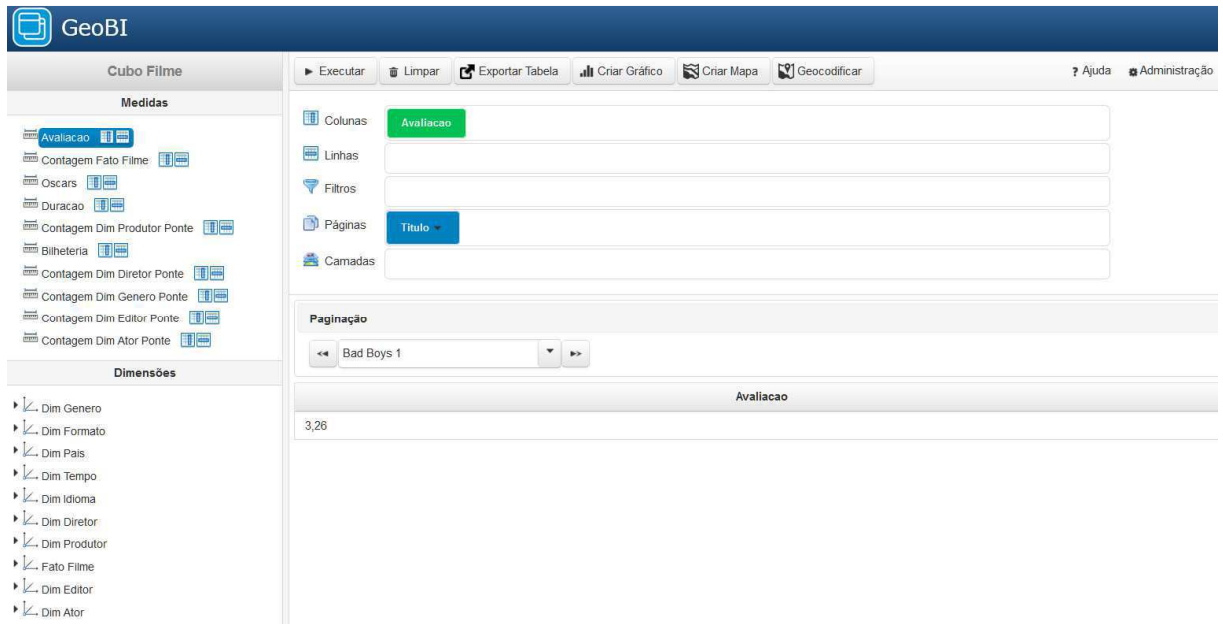 GeoBI
Cubo Filme
Medidas
Avaliacao
Contagem Fato Filme
Oscars
Duracao
Contagem Dim Produtor Ponte
Bilheteria
Contagem Dim Diretor Ponte
Contagem Dim Genero Ponte
Contagem Dim Editor Ponte
Contagem Dim Ator Ponte
Dimensões
Dim Genero
Dim Formato
Dim Pais
Dim Tempo
Dim Idioma
Dim Diretor
Dim Produtor
Fato Filme
Dim Editor
Dim Ator
Executar Limpar Exportar Tabela Criar Gráfico Criar Mapa Geocodificar ? Ajuda Administração
Colunas Avaliacao
Linhas
Filtros
Páginas Titulo
Camadas
Paginação
Bad Boys 1
Avaliacao
3,26